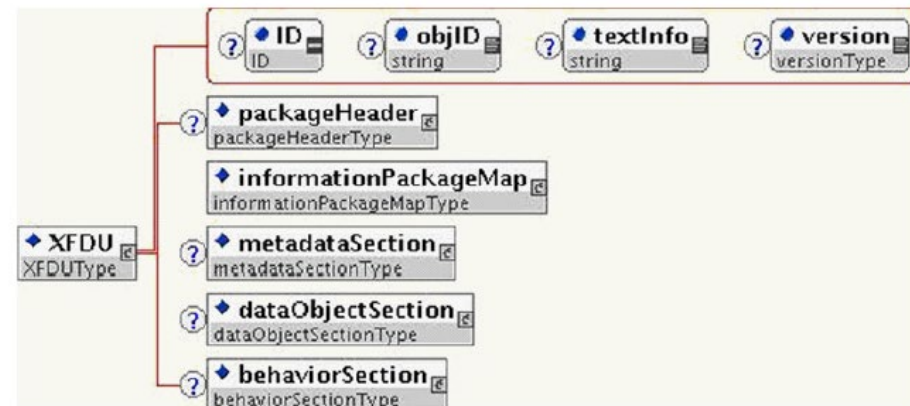 ? ID ? objID ? textInfo ? version
ID string string versionType
? packageHeader
packageHeaderType
informationPackageMap
informationPackageMapType
XFDU ? metadataSection
XFDUType metadataSectionType
? dataObjectSection
dataObjectSectionType
? behaviorSection
behaviorSectionType